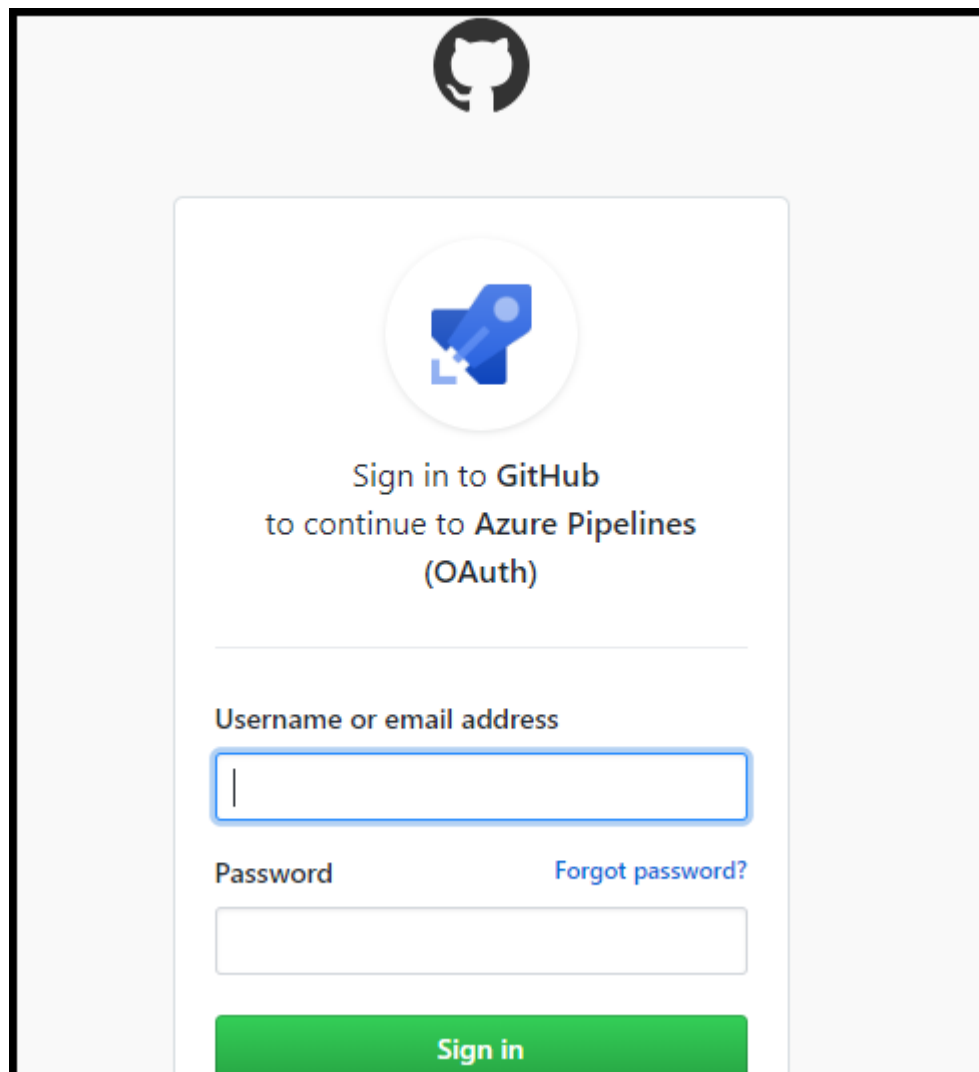 Sign in to GitHub
to continue to Azure Pipelines
(OAuth)
Username or email address
Password Forgot password?
Sign in